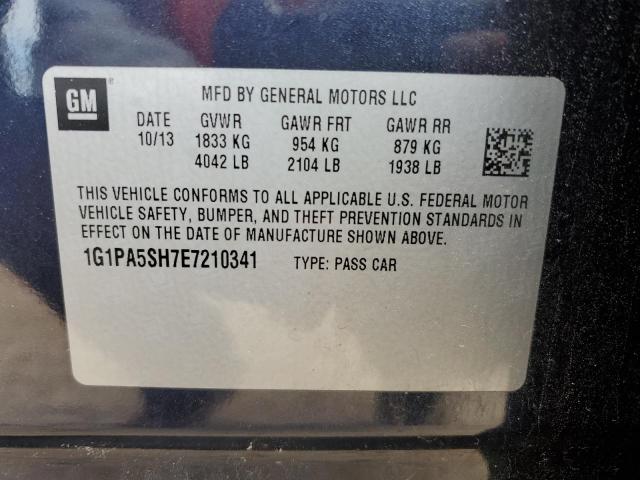 GM ®
MFD BY GENERAL MOTORS LLC
DATE GVWR GAWR FRT GAWR RR
10/13 1833 KG 954 KG 879 KG
4042 LB 2104 LB 1938 LB
THIS VEHICLE CONFORMS TO ALL APPLICABLE U.S. FEDERAL MOTOR
VEHICLE SAFETY, BUMPER, AND THEFT PREVENTION STANDARDS IN
EFFECT ON THE DATE OF MANUFACTURE SHOWN ABOVE.
1G1PA5SH7E7210341 TYPE: PASS CAR